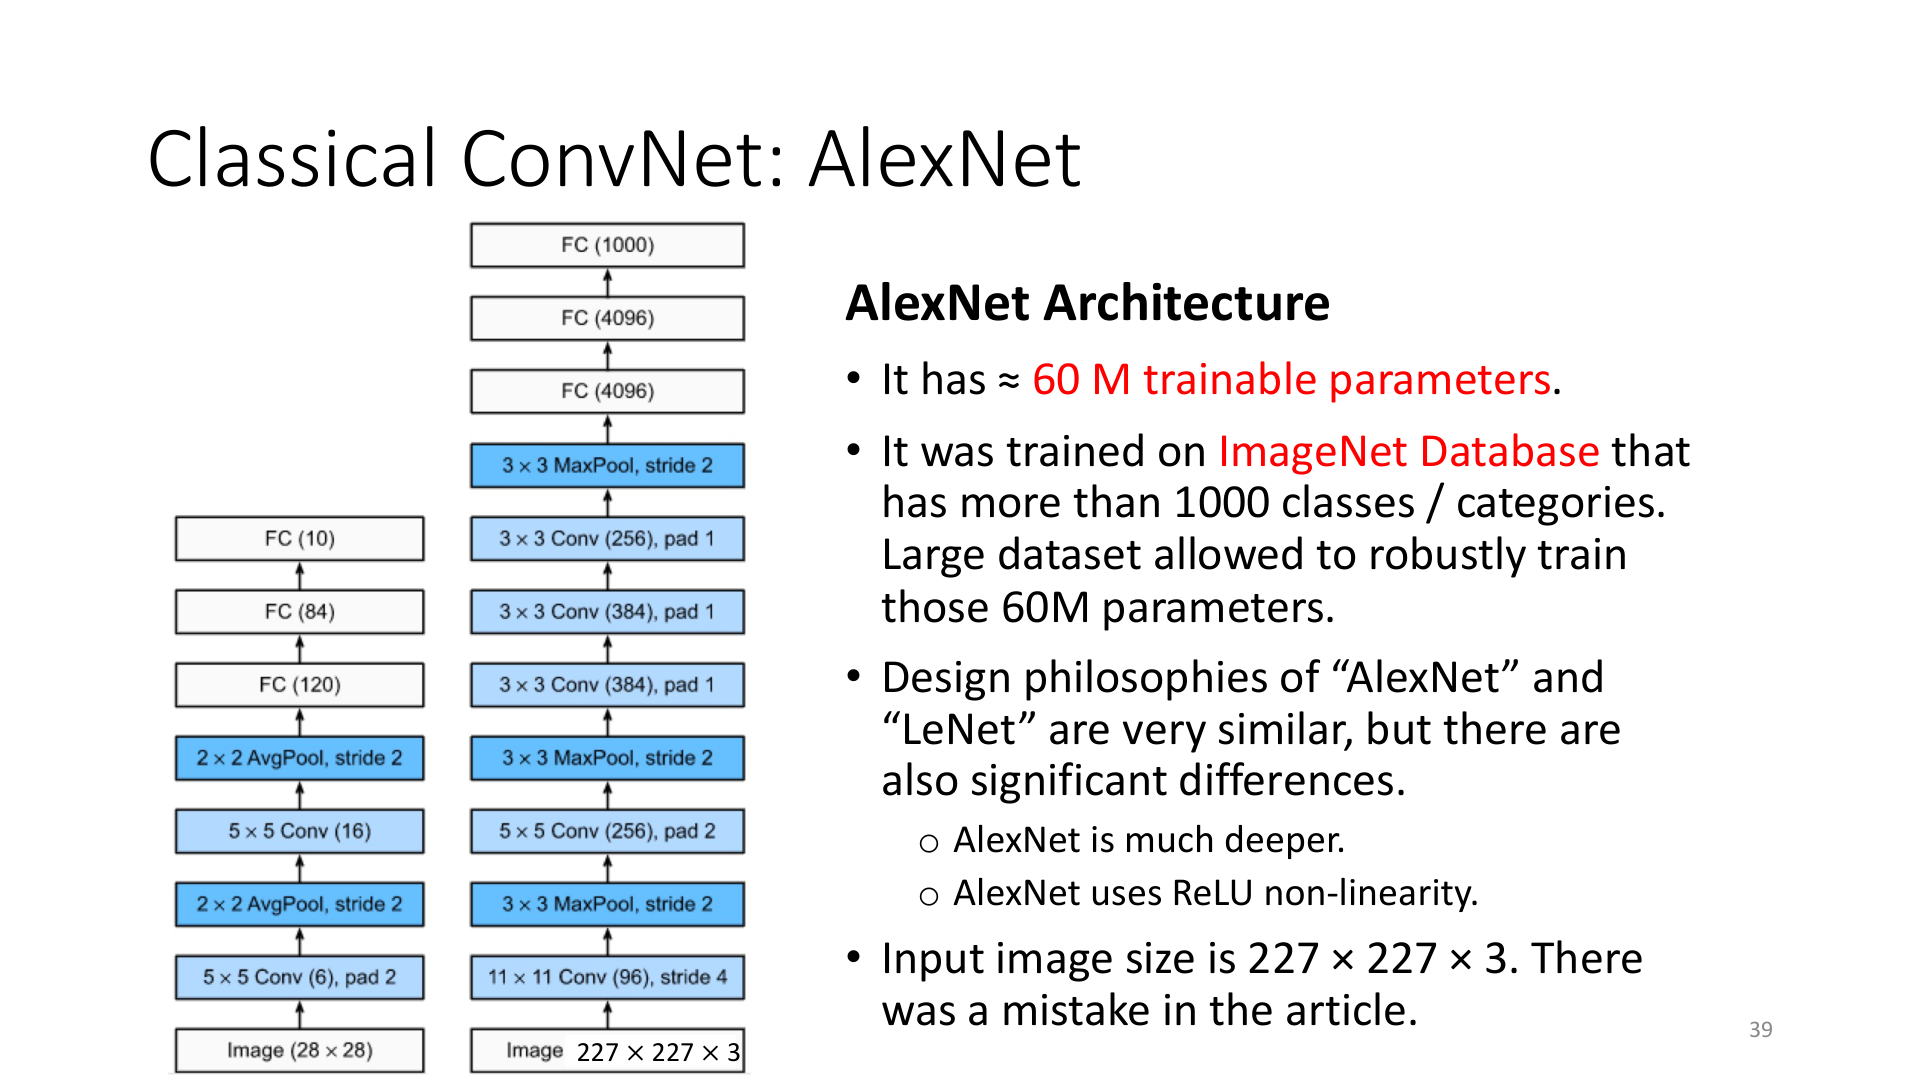 Classical ConvNet: AlexNet
FC (10)
FC (84)
FC (120)
2 × 2 AvgPool, stride 2
5 × 5 Conv (16)
2 × 2 AvgPool, stride 2
5 × 5 Conv (6), pad 2
Image (28 × 28)
FC (1000)
FC (4096)
FC (4096)
3 × 3 MaxPool, stride 2
3 × 3 Conv (256), pad 1
3 × 3 Conv (384), pad 1
3 × 3 Conv (384), pad 1
3 × 3 MaxPool, stride 2
5 × 5 Conv (256), pad 2
3 × 3 MaxPool, stride 2
11 × 11 Conv (96), stride 4
Image 227 × 227 × 3
AlexNet Architecture
• It has ≈ 60 M trainable parameters.
• It was trained on ImageNet Database that
has more than 1000 classes / categories.
Large dataset allowed to robustly train
those 60M parameters.
• Design philosophies of “AlexNet” and
“LeNet” are very similar, but there are
also significant differences.
o AlexNet is much deeper.
o AlexNet uses ReLU non-linearity.
• Input image size is 227 × 227 × 3. There
was a mistake in the article.
39